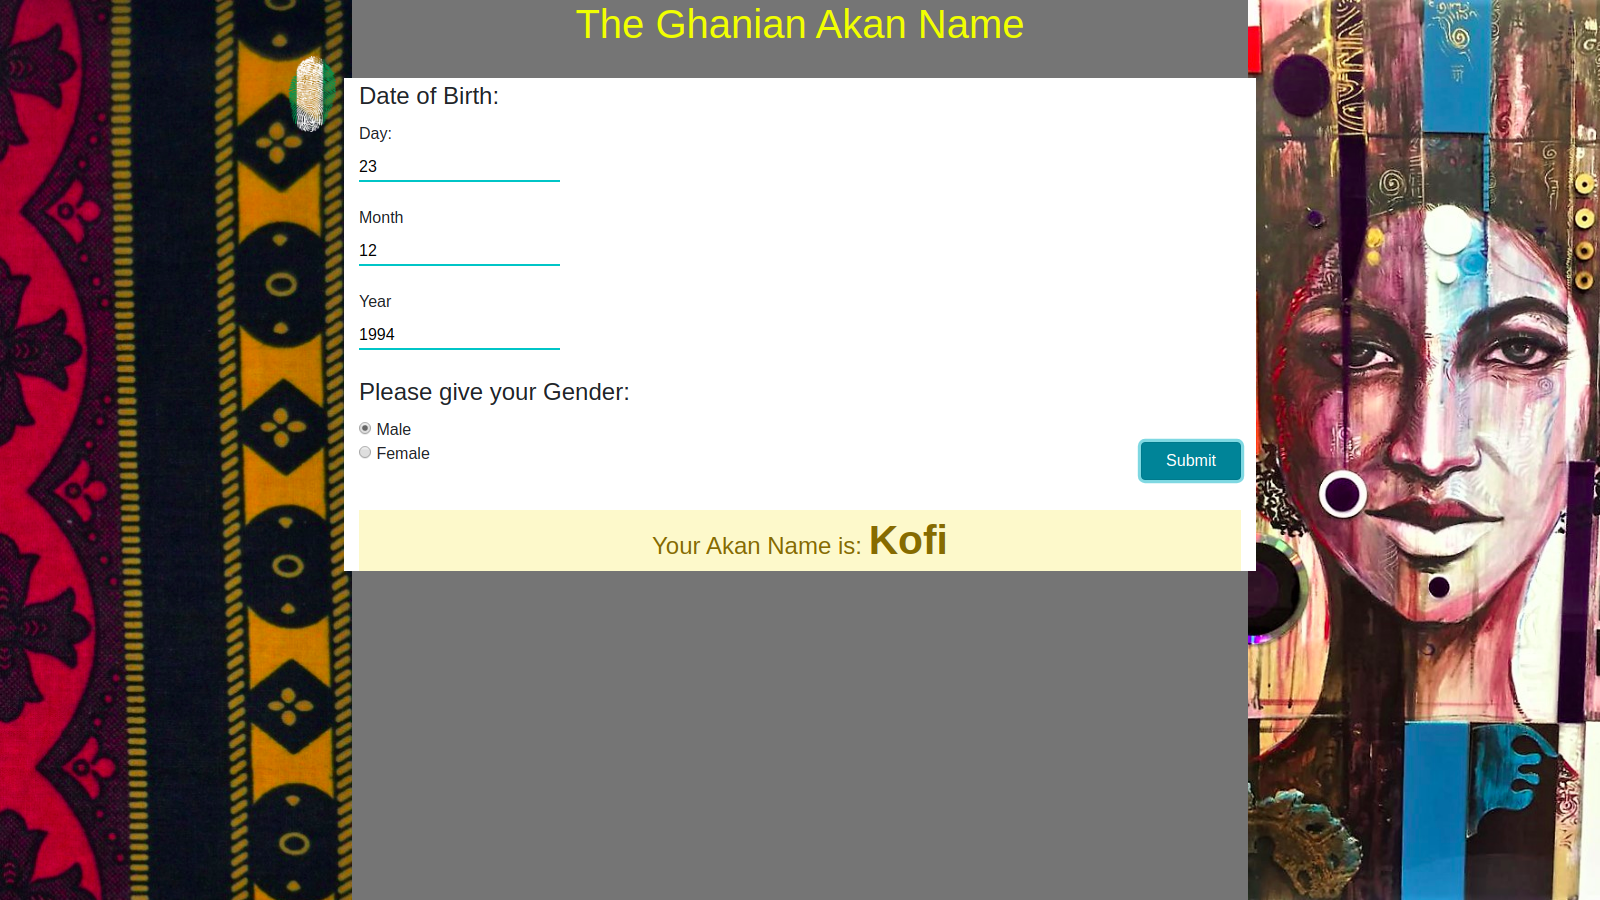 The Ghanian Akan Name
Date of Birth:
Day:
23
Month
12
Year
1994
Please give your Gender:
Male
Female
Submit
Your Akan Name is: Kofi